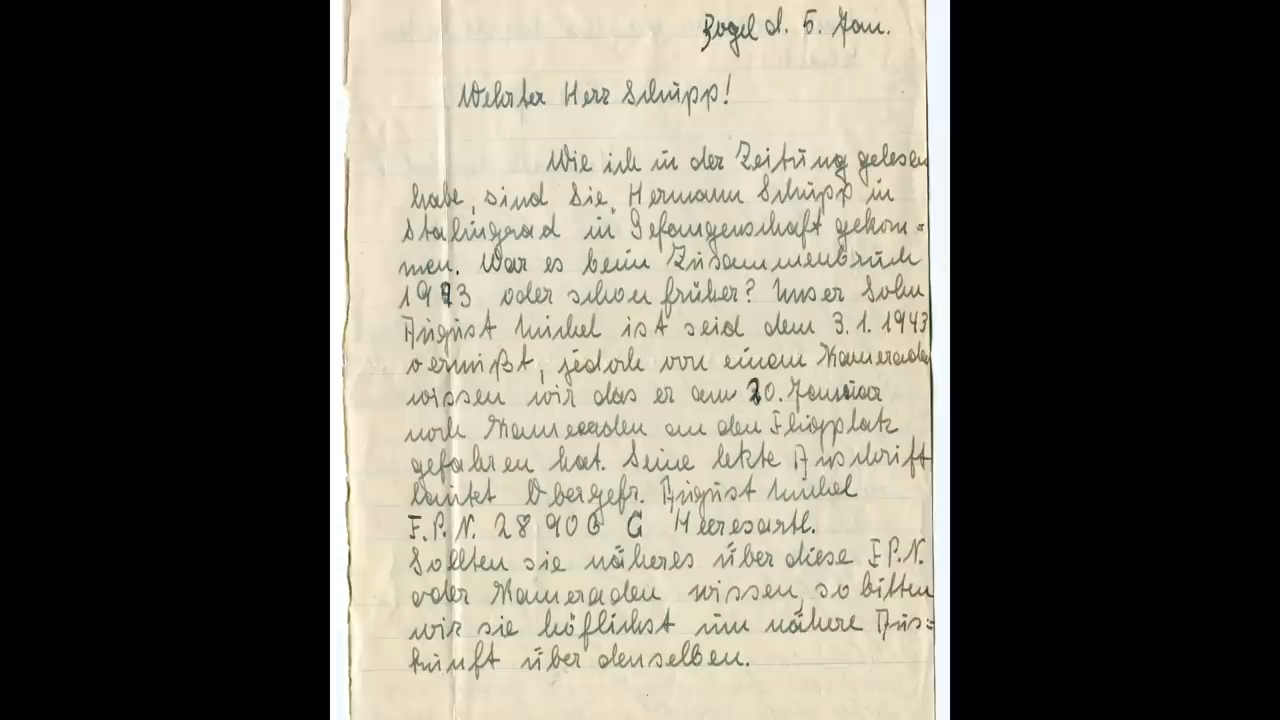 Bogel d. 5. Jan.
Wehrter Herr Schupp!
Wie ich in der Zeitung gelesen
habe, sind Sie, Hermann Schupp in
Stalingrad in Gefangenschaft gekom=
men. War es beim Zusammenbruch
1943 oder schon früher? Unser Sohn
August Michel ist seid dem 3.1.1943
vermißt, jedoch von einem Kameraden
wissen wir das er am 20. Januar
noch Kameraden an den Flugplatz
gefahren hat. Seine letzte Anschrift
lautet Obergefr. August Michel
F.P.N. 28906 C Heeresartl.
Sollten sie näheres über diese F.P.N.
oder Kameraden wissen, so bitten
wir sie höflichst um nähere Aus=
kunft über denselben.